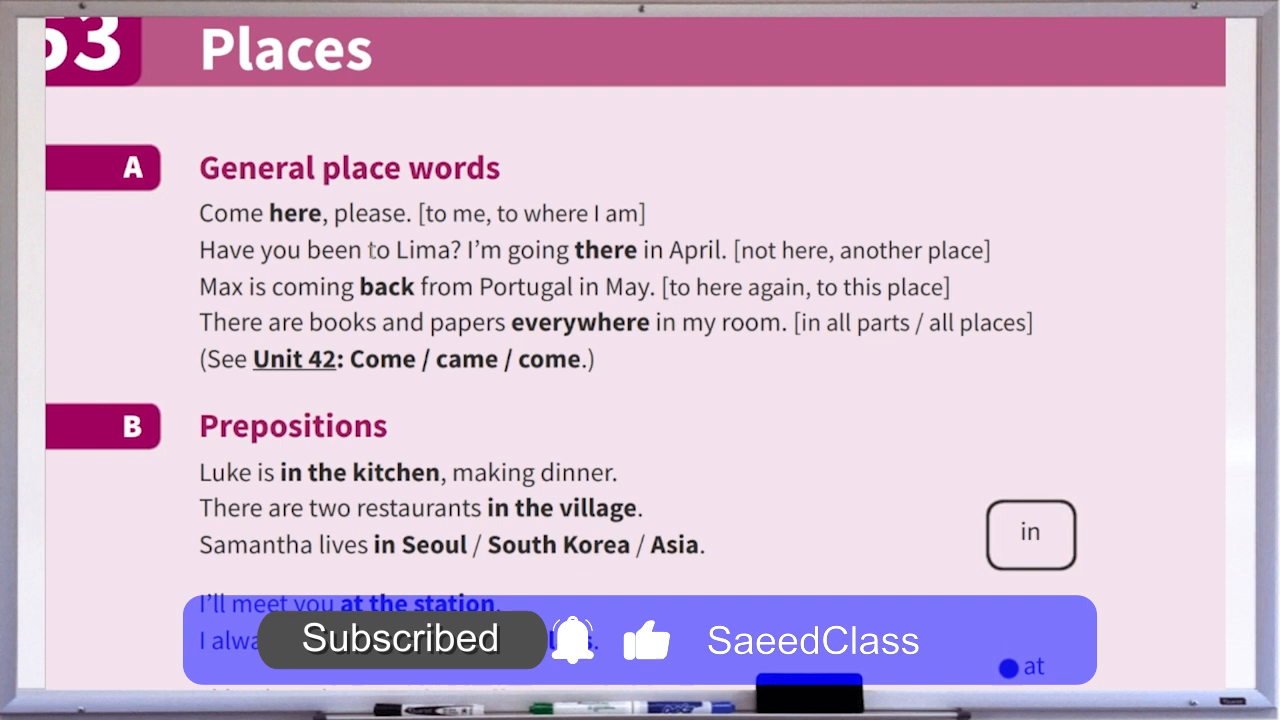 53 Places
A General place words
Come here, please. [to me, to where I am]
Have you been to Lima? I'm going there in April. [not here, another place]
Max is coming back from Portugal in May. [to here again, to this place]
There are books and papers everywhere in my room. [in all parts / all places]
(See Unit 42: Come / came / come.)
B Prepositions
Luke is in the kitchen, making dinner.
There are two restaurants in the village.
in
Samantha lives in Seoul / South Korea / Asia.
I'll meet you at the station.
Subscribed SaeedClass
at